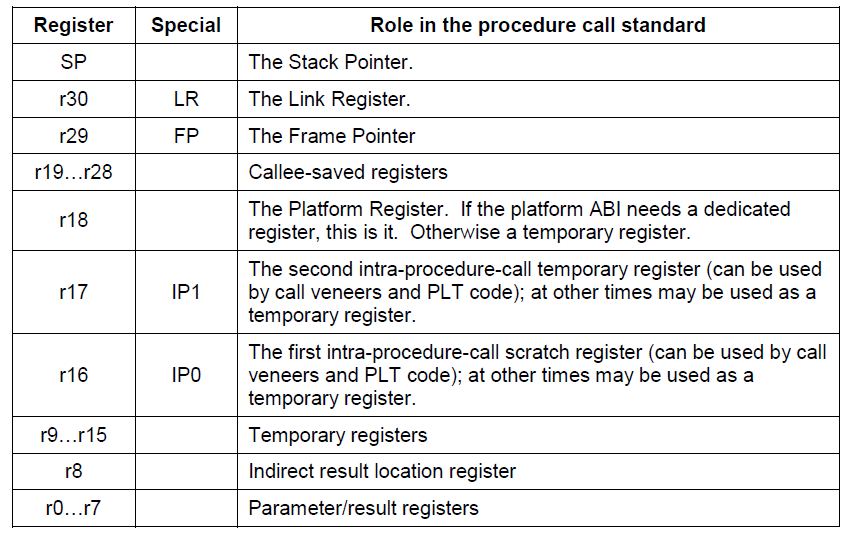 Register Special Role in the procedure call standard
SP The Stack Pointer.
r30 LR The Link Register.
r29 FP The Frame Pointer
r19…r28 Callee-saved registers
r18 The Platform Register.  If the platform ABI needs a dedicated
register, this is it.  Otherwise a temporary register.
r17 IP1 The second intra-procedure-call temporary register (can be used
by call veneers and PLT code); at other times may be used as a
temporary register.
r16 IP0 The first intra-procedure-call scratch register (can be used by call
veneers and PLT code); at other times may be used as a
temporary register.
r9…r15 Temporary registers
r8 Indirect result location register
r0…r7 Parameter/result registers